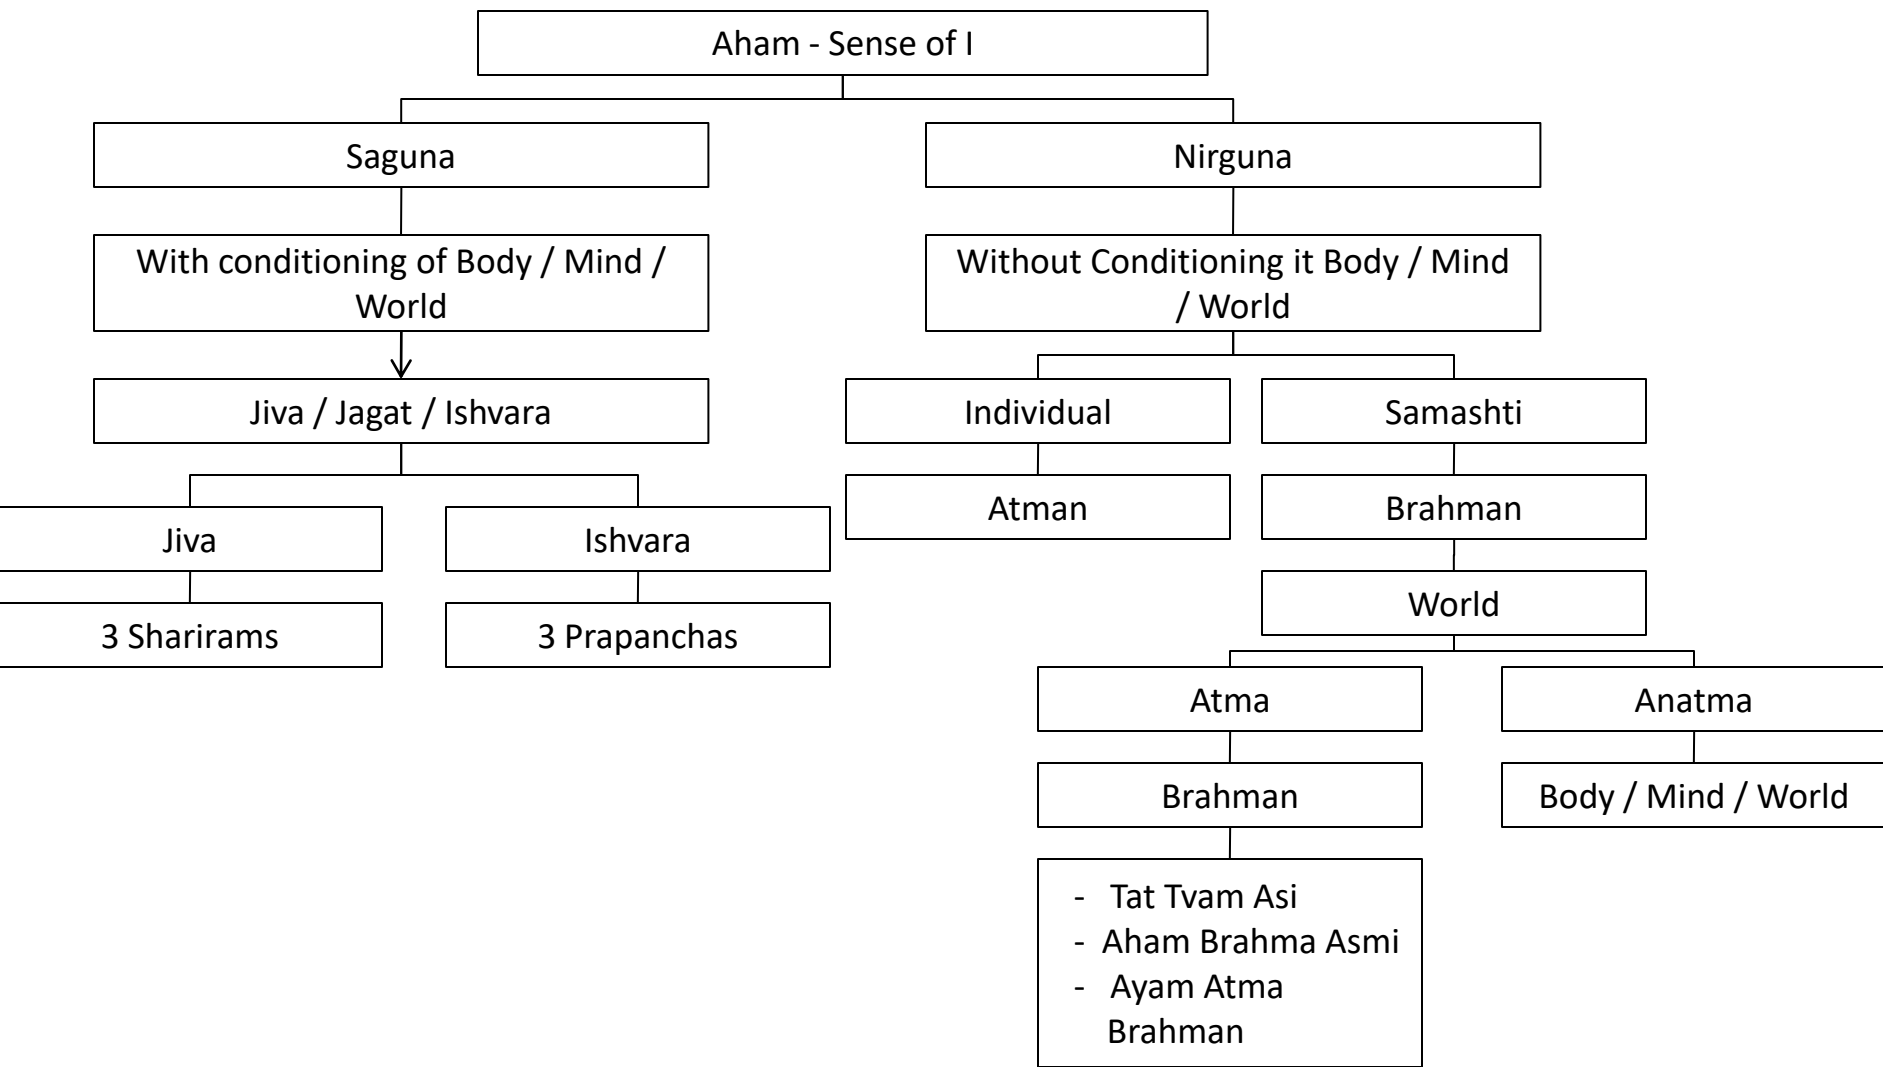 Aham - Sense of I
Saguna
Nirguna
With conditioning of Body / Mind /
World
Without Conditioning it Body / Mind
/ World
Jiva / Jagat / Ishvara
Individual
Samashti
Atman
Brahman
Jiva
Ishvara
World
3 Sharirams
3 Prapanchas
Atma
Anatma
Brahman
Body / Mind / World
- Tat Tvam Asi
- Aham Brahma Asmi
- Ayam Atma
Brahman